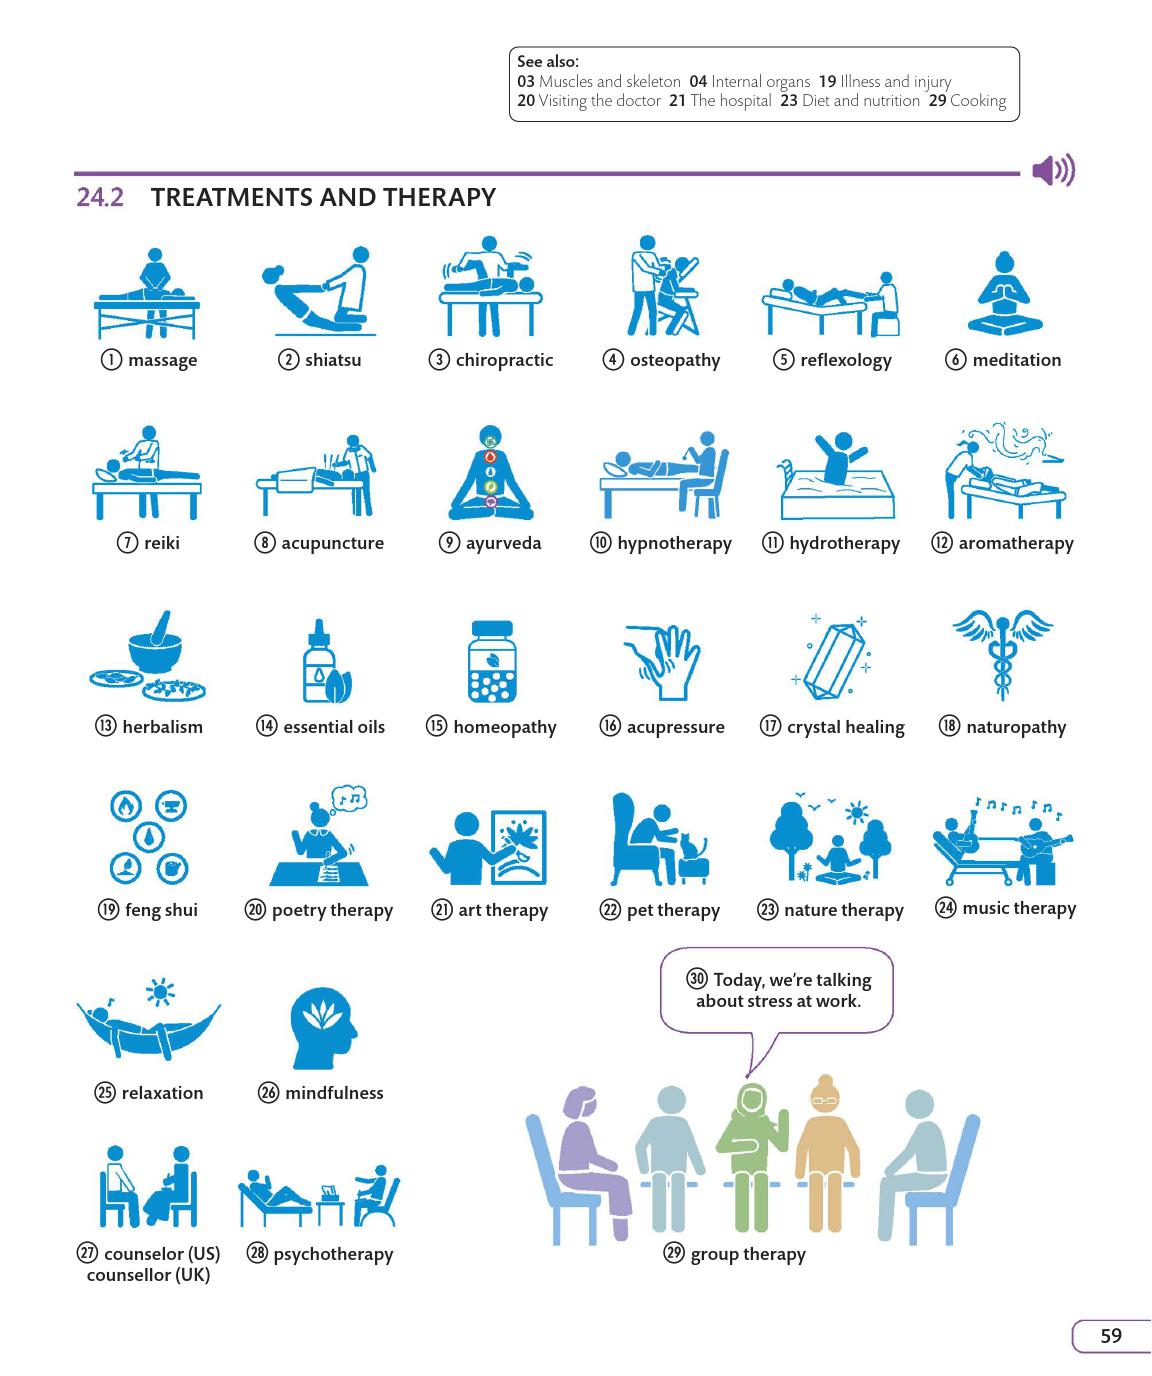 See also:
03 Muscles and skeleton 04 Internal organs 19 Illness and injury
20 Visiting the doctor 21 The hospital 23 Diet and nutrition 29 Cooking
24.2 TREATMENTS AND THERAPY
1 massage
2 shiatsu
3 chiropractic
4 osteopathy
5 reflexology
6 meditation
7 reiki
8 acupuncture
9 ayurveda
10 hypnotherapy
11 hydrotherapy
12 aromatherapy
13 herbalism
14 essential oils
15 homeopathy
16 acupressure
17 crystal healing
18 naturopathy
19 feng shui
20 poetry therapy
21 art therapy
22 pet therapy
23 nature therapy
24 music therapy
25 relaxation
26 mindfulness
30 Today, we're talking
about stress at work.
27 counselor (US)
counsellor (UK)
28 psychotherapy
29 group therapy
59